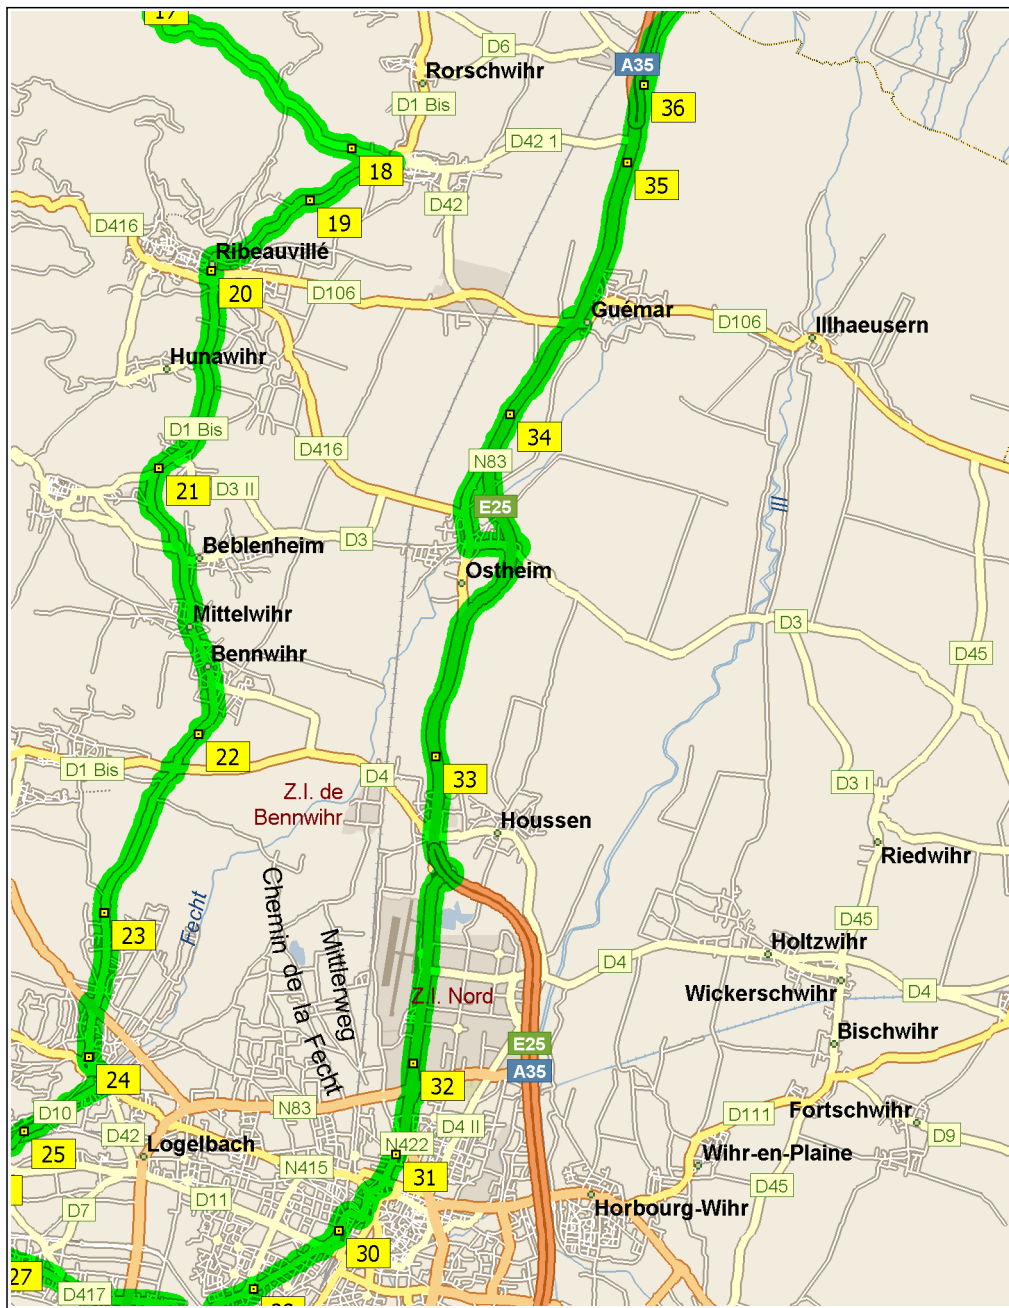 17
D6
Rorschwihr
A35
D1 Bis
36
D42 1
18
35
D42
19
D416
Ribeauvillé
20
D106
Guémar
D106
Illhaeusern
Hunawihr
D1 Bis
34
D416
N83
21
D3 II
E25
Ill
D3
Beblenheim
Ostheim
Mittelwihr
D3
Bennwihr
D45
22
D1 Bis
D4
33
D3 I
Z.I. de
Bennwihr
Houssen
Riedwihr
Chemin de la Fecht
Fecht
23
Mittlerweg
D45
Holtzwihr
D4
Z.I. Nord
Wickerschwihr
D4
Bischwihr
E25
A35
24
32
N83
D10
D111
Fortschwihr
D42
Logelbach
D4 II
D9
25
N422
Wihr-en-Plaine
N415
31
D45
D11
D7
Horbourg-Wihr
30
27
D417